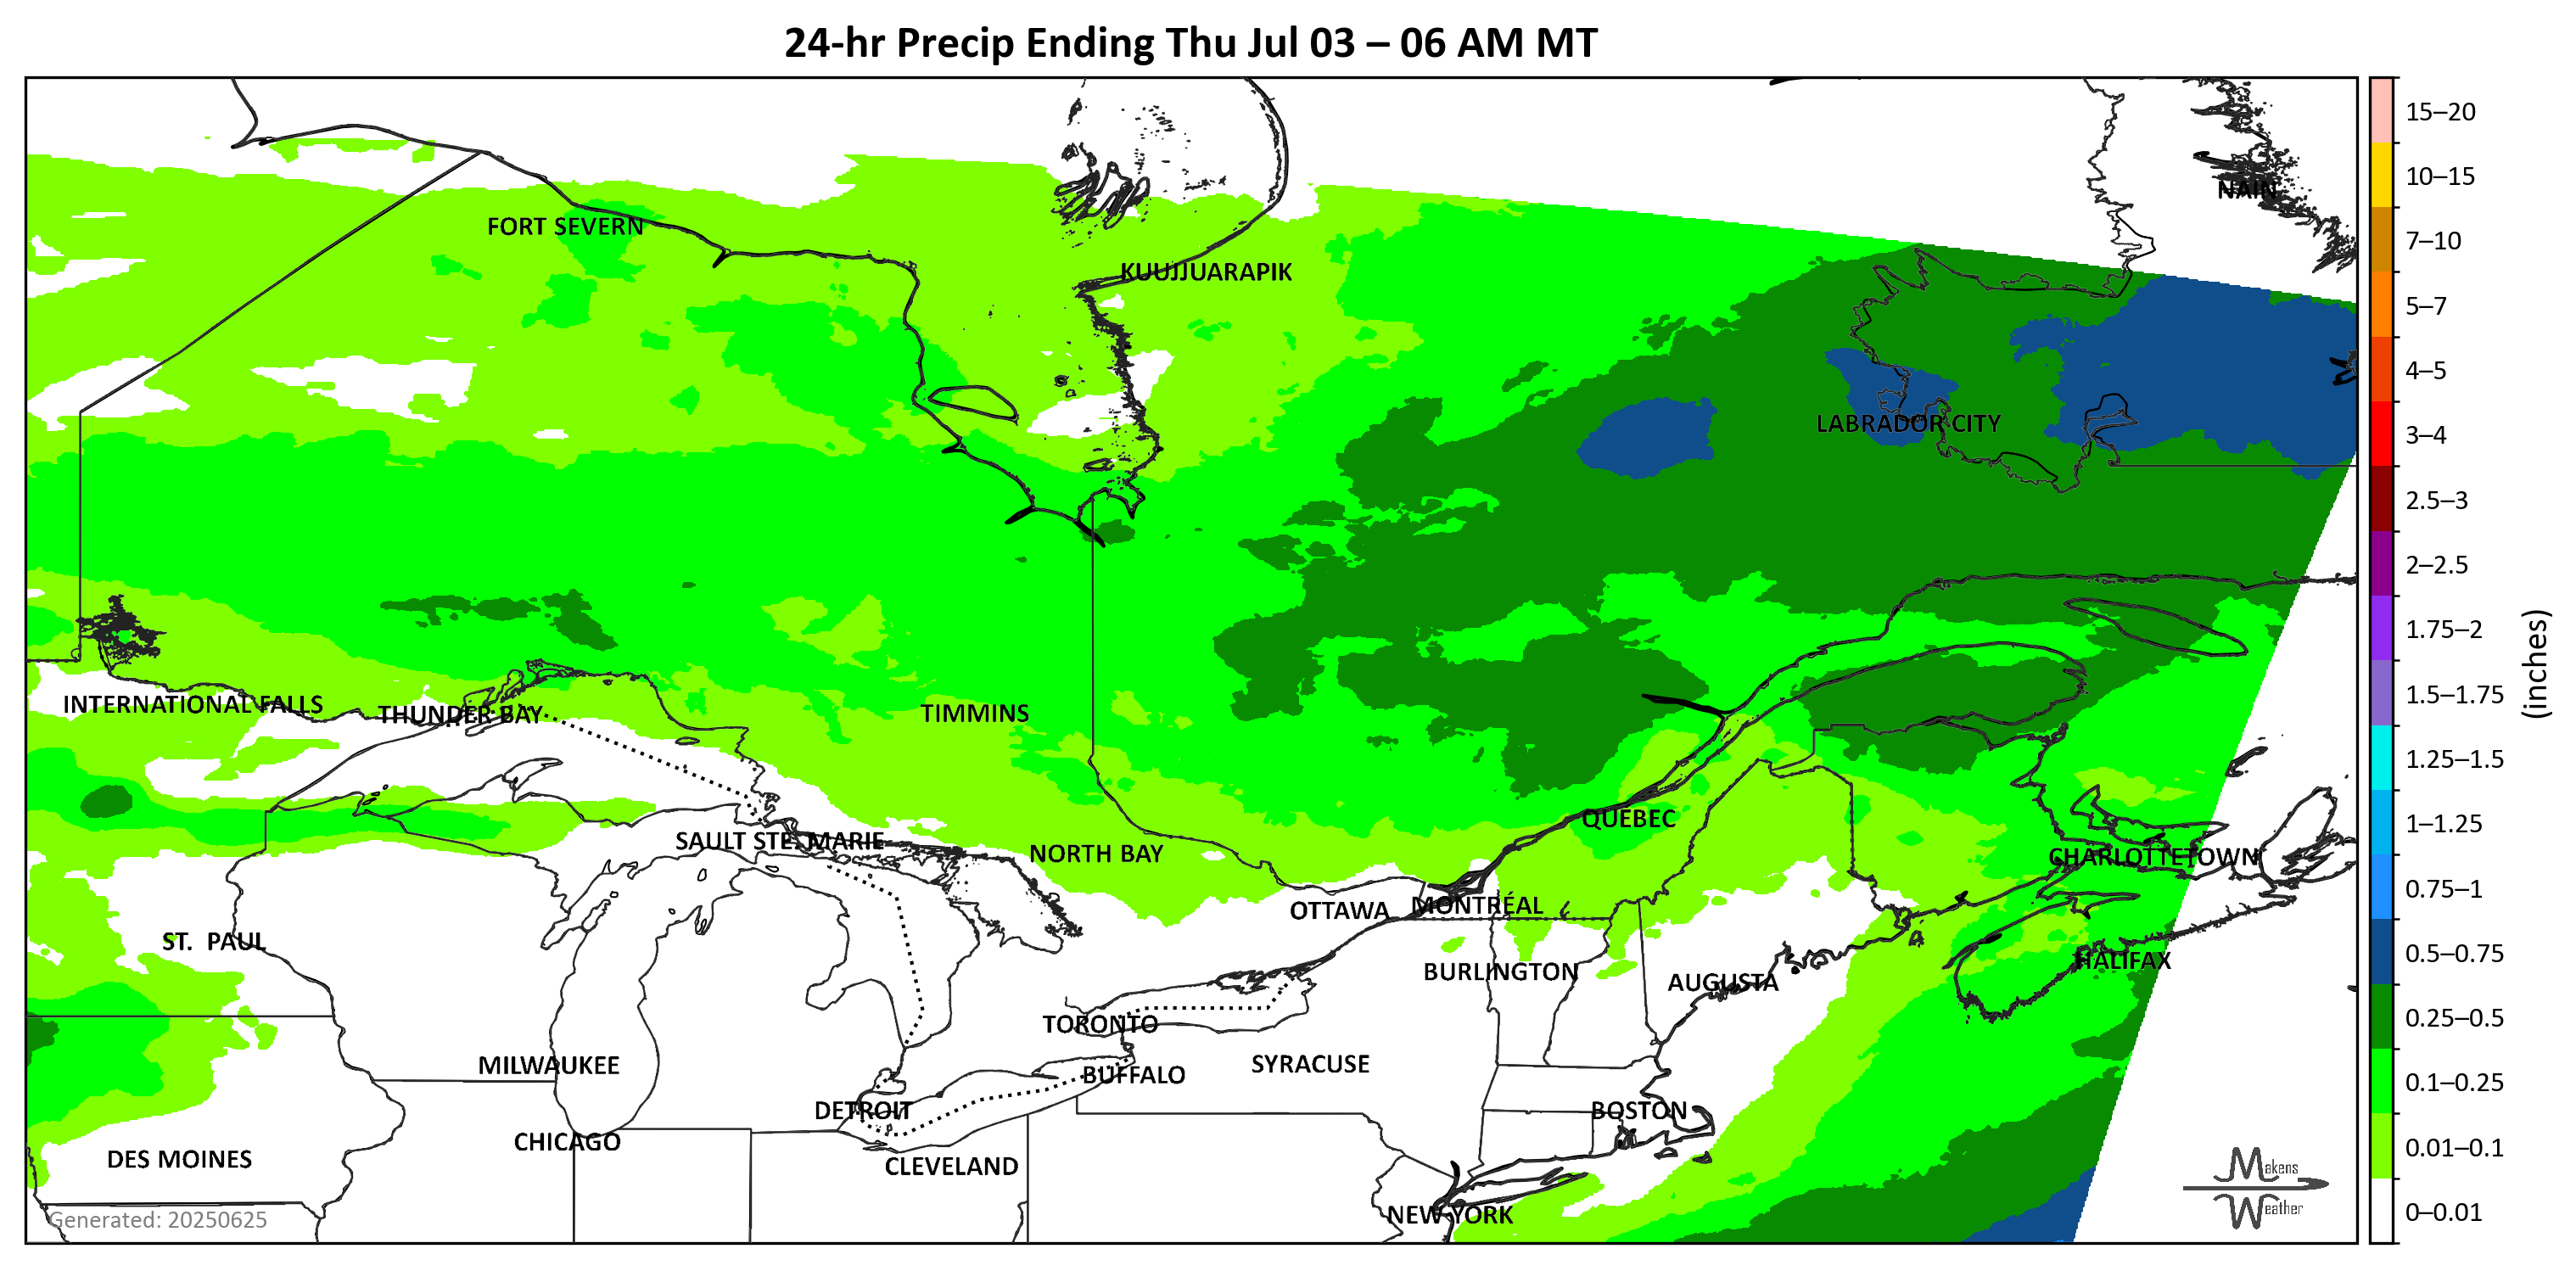 24-hr Precip Ending Thu Jul 03 – 06 AM MT
NAIN
FORT SEVERN
KUUJJUARAPIK
LABRADOR CITY
INTERNATIONAL FALLS
THUNDER BAY
TIMMINS
QUEBEC
SAULT STE. MARIE
NORTH BAY
CHARLOTTETOWN
OTTAWA
MONTRÉAL
ST. PAUL
HALIFAX
BURLINGTON
AUGUSTA
TORONTO
MILWAUKEE
SYRACUSE
BUFFALO
DETROIT
BOSTON
CHICAGO
DES MOINES
CLEVELAND
NEW YORK
Generated: 20250625
Makens
Weather
15–20
10–15
7–10
5–7
4–5
3–4
2.5–3
2–2.5
1.75–2
1.5–1.75
1.25–1.5
1–1.25
0.75–1
0.5–0.75
0.25–0.5
0.1–0.25
0.01–0.1
0–0.01
(inches)